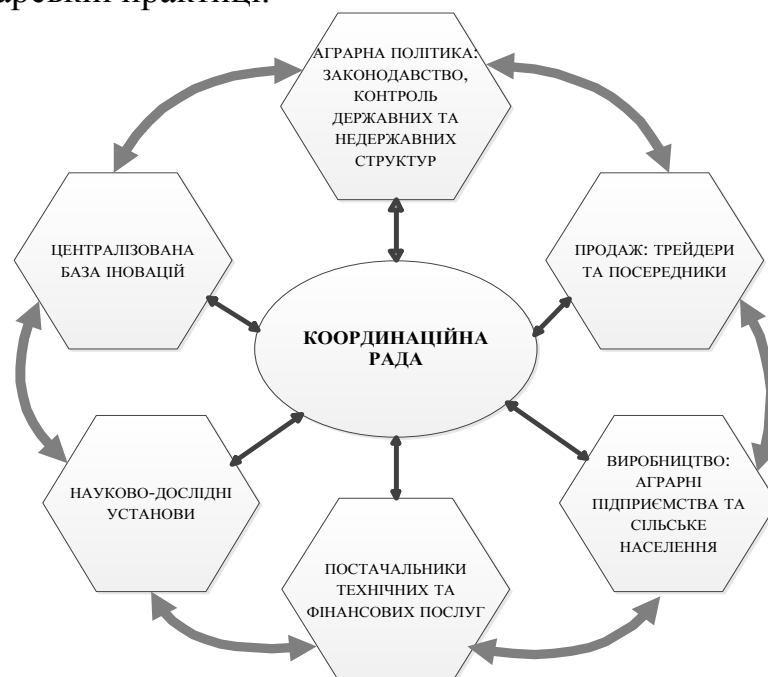 практиці.
АГРАРНА ПОЛІТИКА:
ЗАКОНОДАВСТВО,
КОНТРОЛЬ
ДЕРЖАВНИХ ТА
НЕДЕРЖАВНИХ
СТРУКТУР
ЦЕНТРАЛІЗОВАНА
БАЗА ІНОВАЦІЙ
ПРОДАЖ: ТРЕЙДЕРИ
ТА ПОСЕРЕДНИКИ
КООРДИНАЦІЙНА
РАДА
НАУКОВО-ДОСЛІДНІ
УСТАНОВИ
ВИРОБНИЦТВО:
АГРАРНІ
ПІДПРИЄМСТВА ТА
СІЛЬСЬКЕ
НАСЕЛЕННЯ
ПОСТАЧАЛЬНИКИ
ТЕХНІЧНИХ ТА
ФІНАНСОВИХ ПОСЛУГ